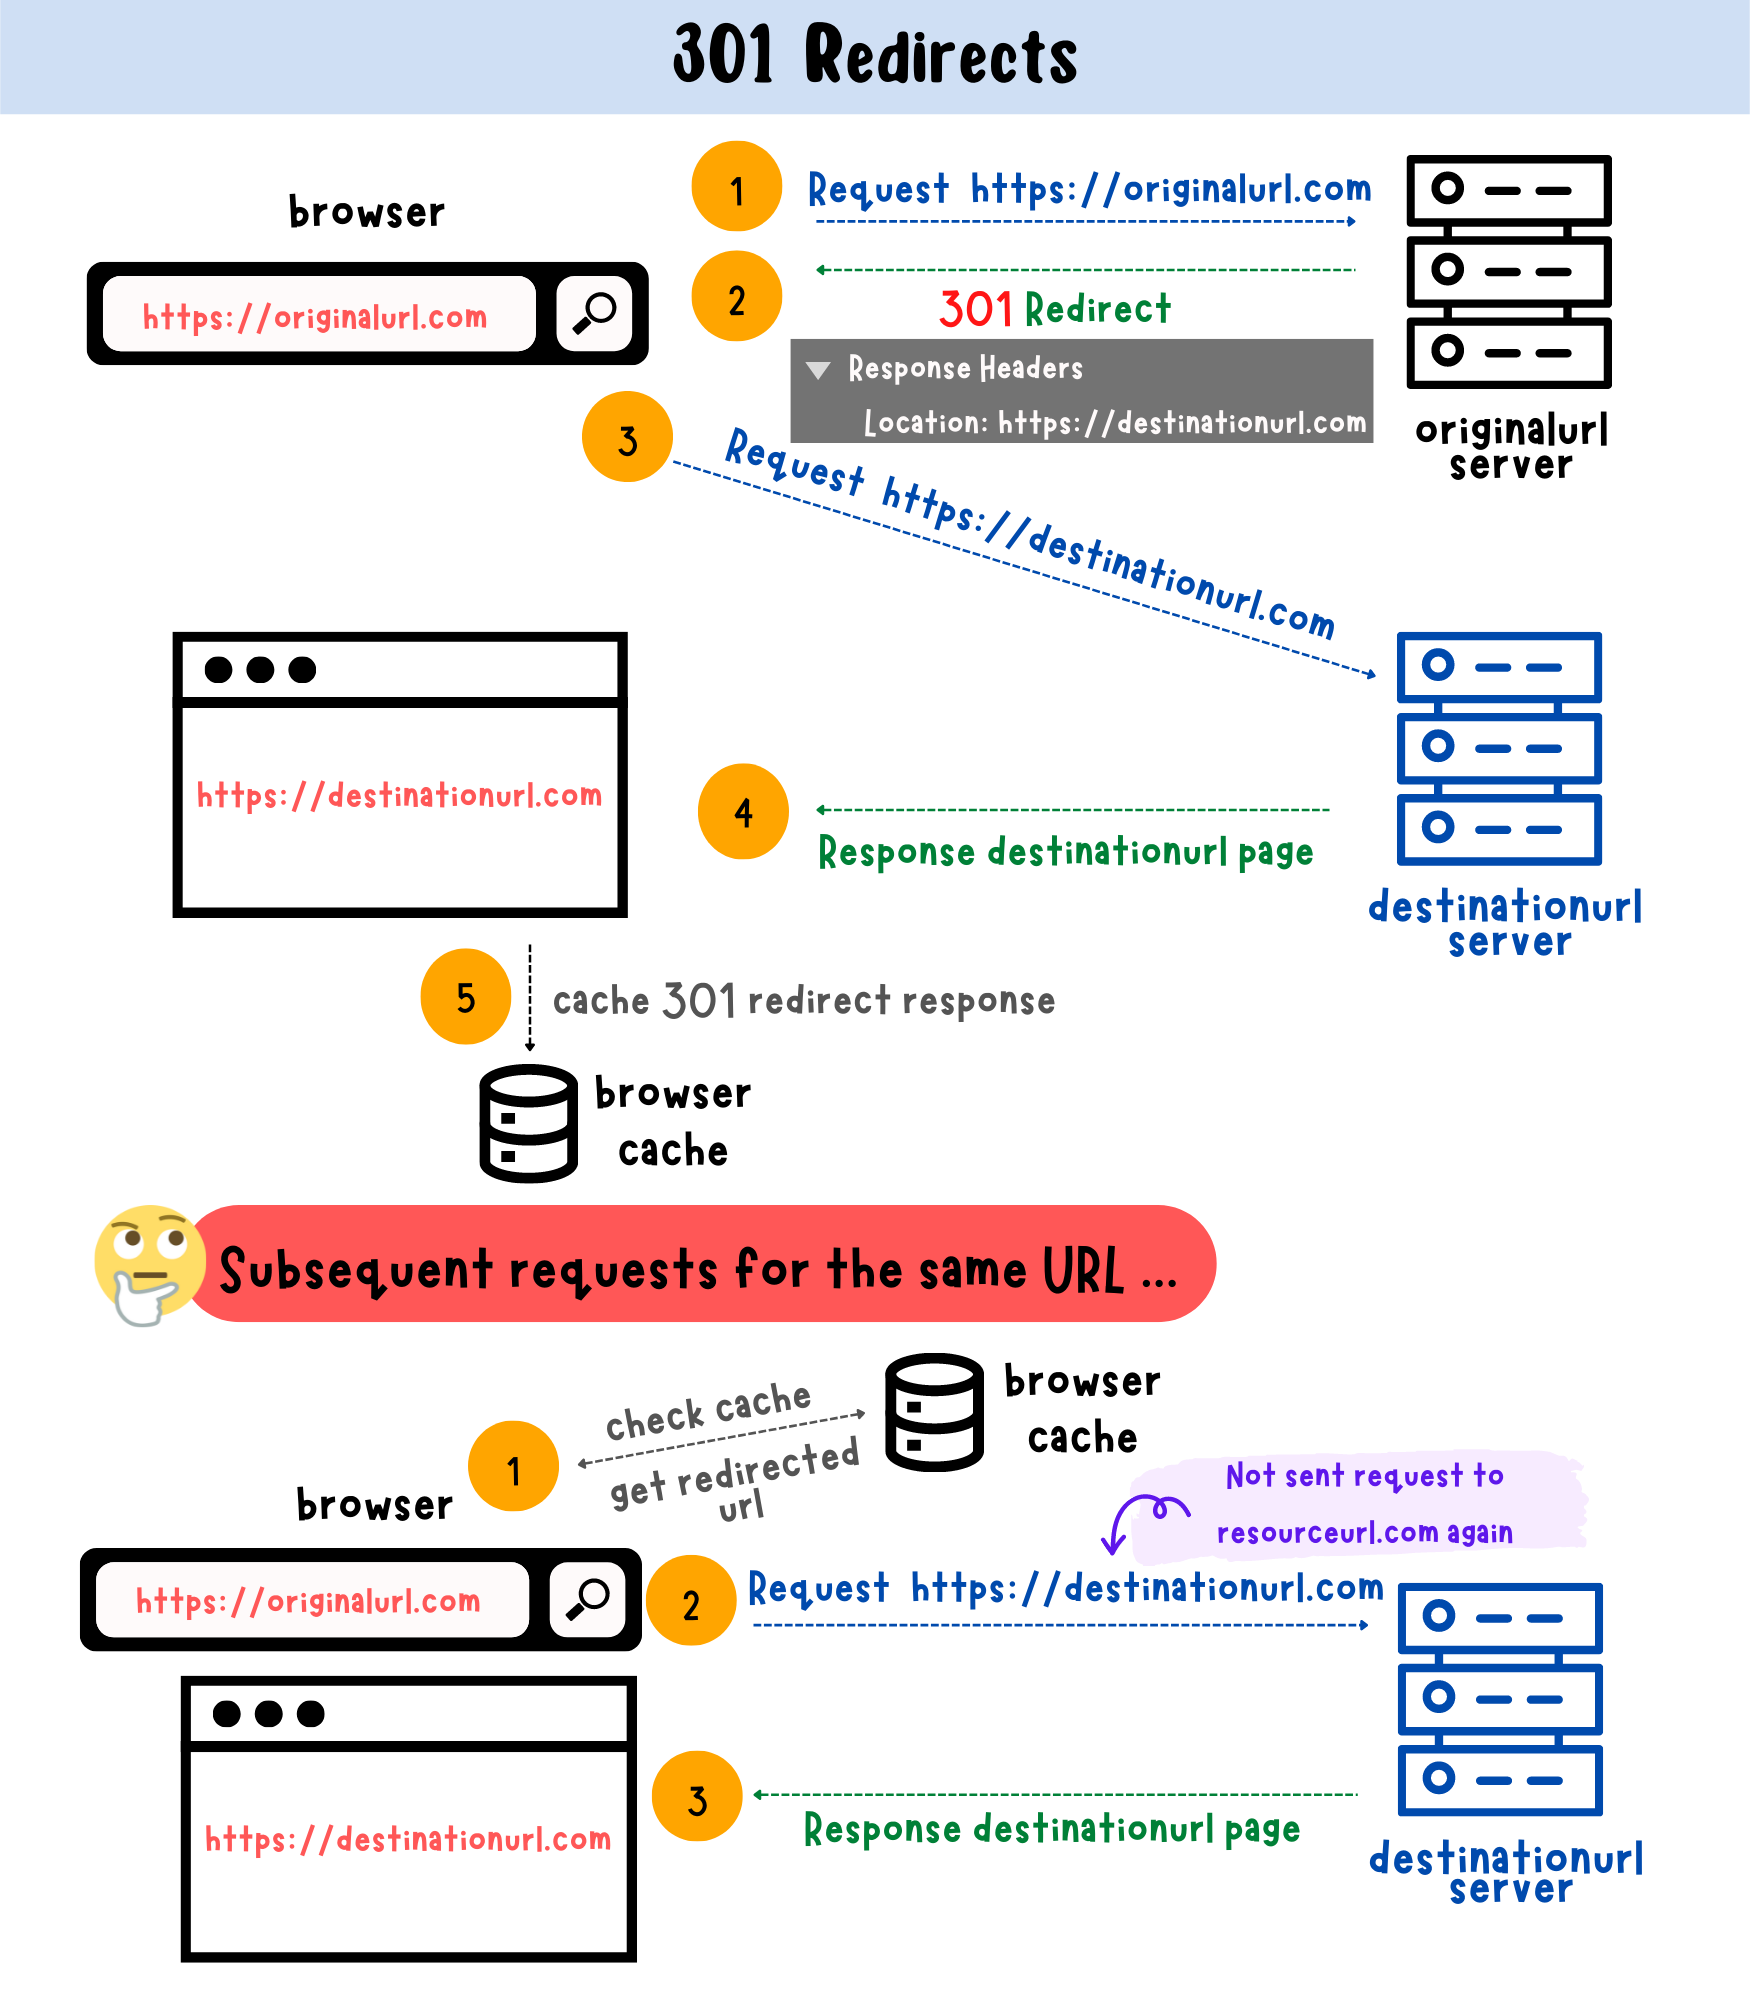 301 Redirects
browser
https://originalurl.com
1
Request https://originalurl.com
2
301 Redirect
Response Headers
Location: https://destinationurl.com
originalurl
server
3
Request https://destinationurl.com
https://destinationurl.com
4
Response destinationurl page
destinationurl
server
5
cache 301 redirect response
browser
cache
Subsequent requests for the same URL ...
browser
cache
check cache
1
get redirected
url
browser
Not sent request to
resourceurl.com again
https://originalurl.com
2
Request https://destinationurl.com
https://destinationurl.com
3
Response destinationurl page
destinationurl
server